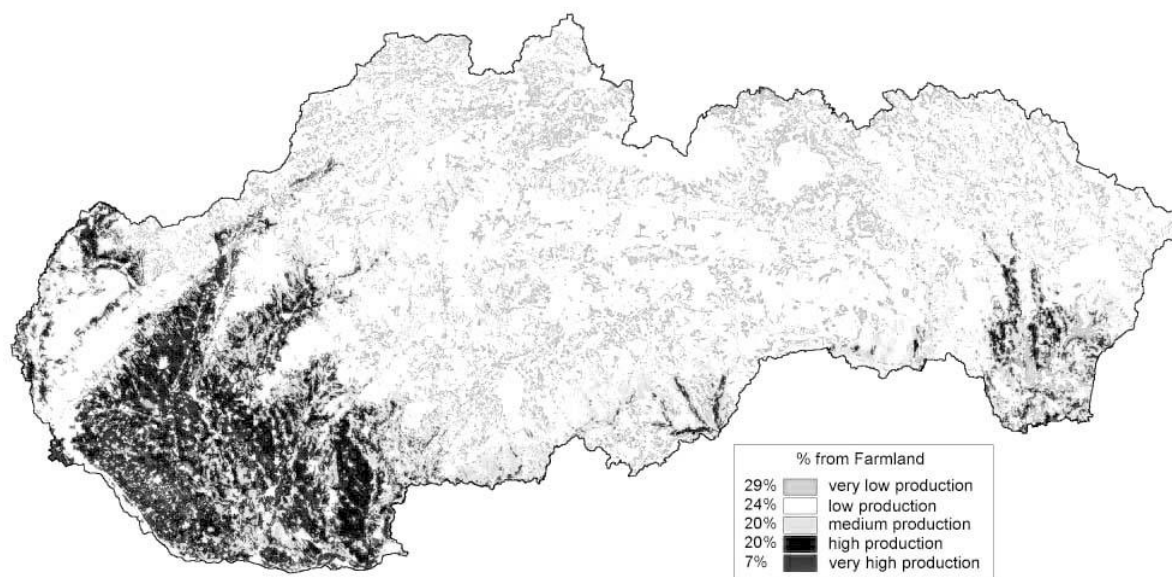 % from Farmland
29% very low production
24% low production
20% medium production
20% high production
7% very high production